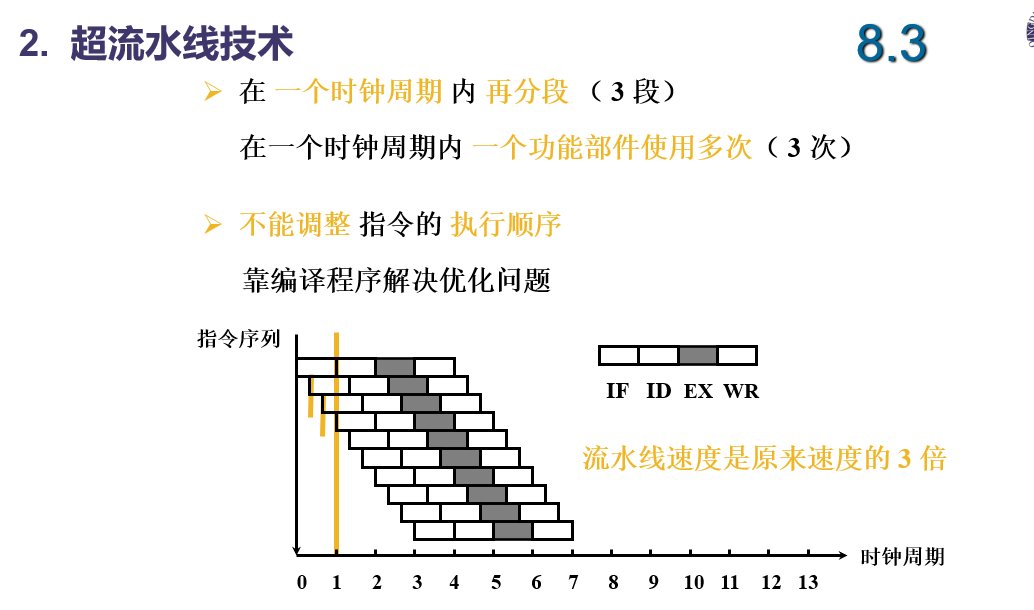 2. 超流水线技术
8.3
➢ 在 一个时钟周期 内 再分段 （ 3 段）
在一个时钟周期内 一个功能部件使用多次（ 3 次）
➢ 不能调整 指令的 执行顺序
靠编译程序解决优化问题
指令序列
IF ID EX WR
流水线速度是原来速度的 3 倍
时钟周期
0 1 2 3 4 5 6 7 8 9 10 11 12 13